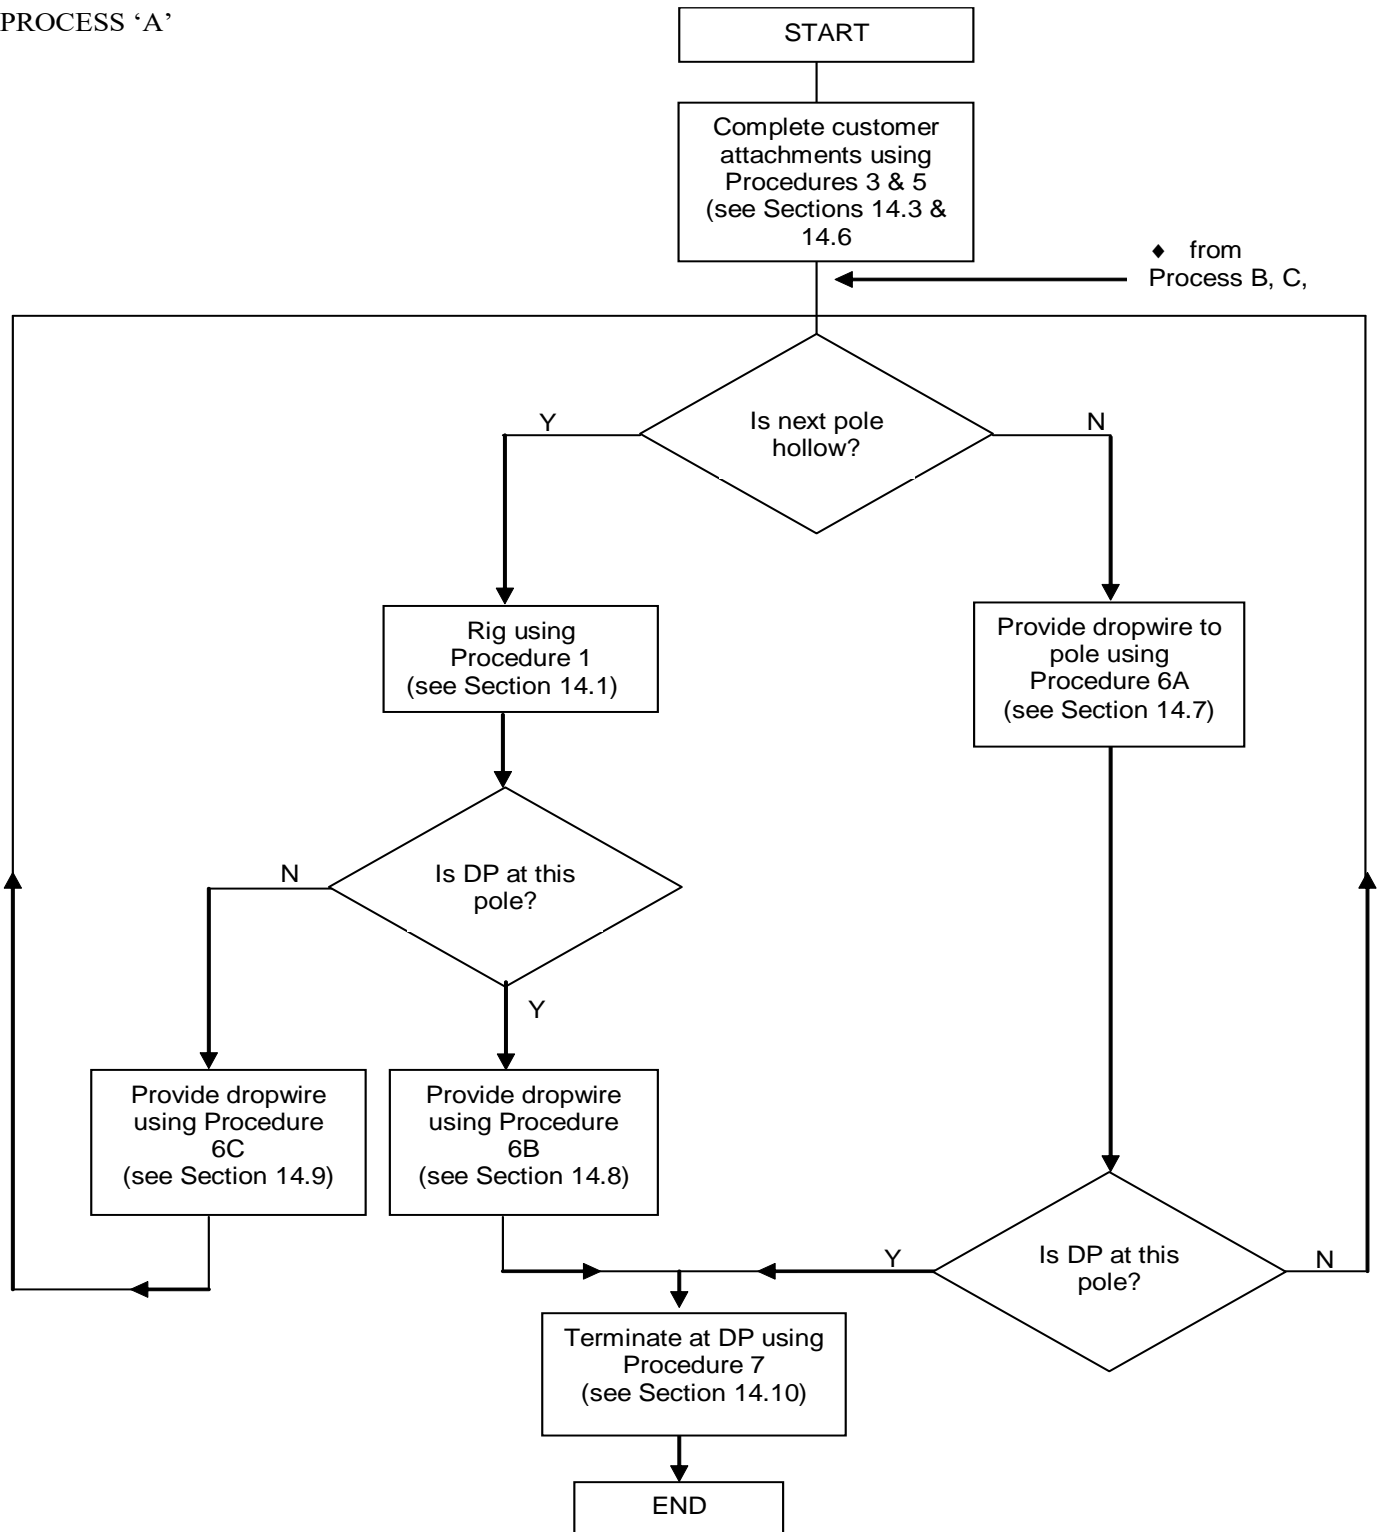 PROCESS ‘A’
START
Complete customer
attachments using
Procedures 3 & 5
(see Sections 14.3 &
14.6
♦ from
Process B, C,
Is next pole
hollow?
Y
N
Rig using
Procedure 1
(see Section 14.1)
Provide dropwire to
pole using
Procedure 6A
(see Section 14.7)
Is DP at this
pole?
N
Y
Provide dropwire
using Procedure
6C
(see Section 14.9)
Provide dropwire
using Procedure
6B
(see Section 14.8)
Is DP at this
pole?
Y
N
Terminate at DP using
Procedure 7
(see Section 14.10)
END